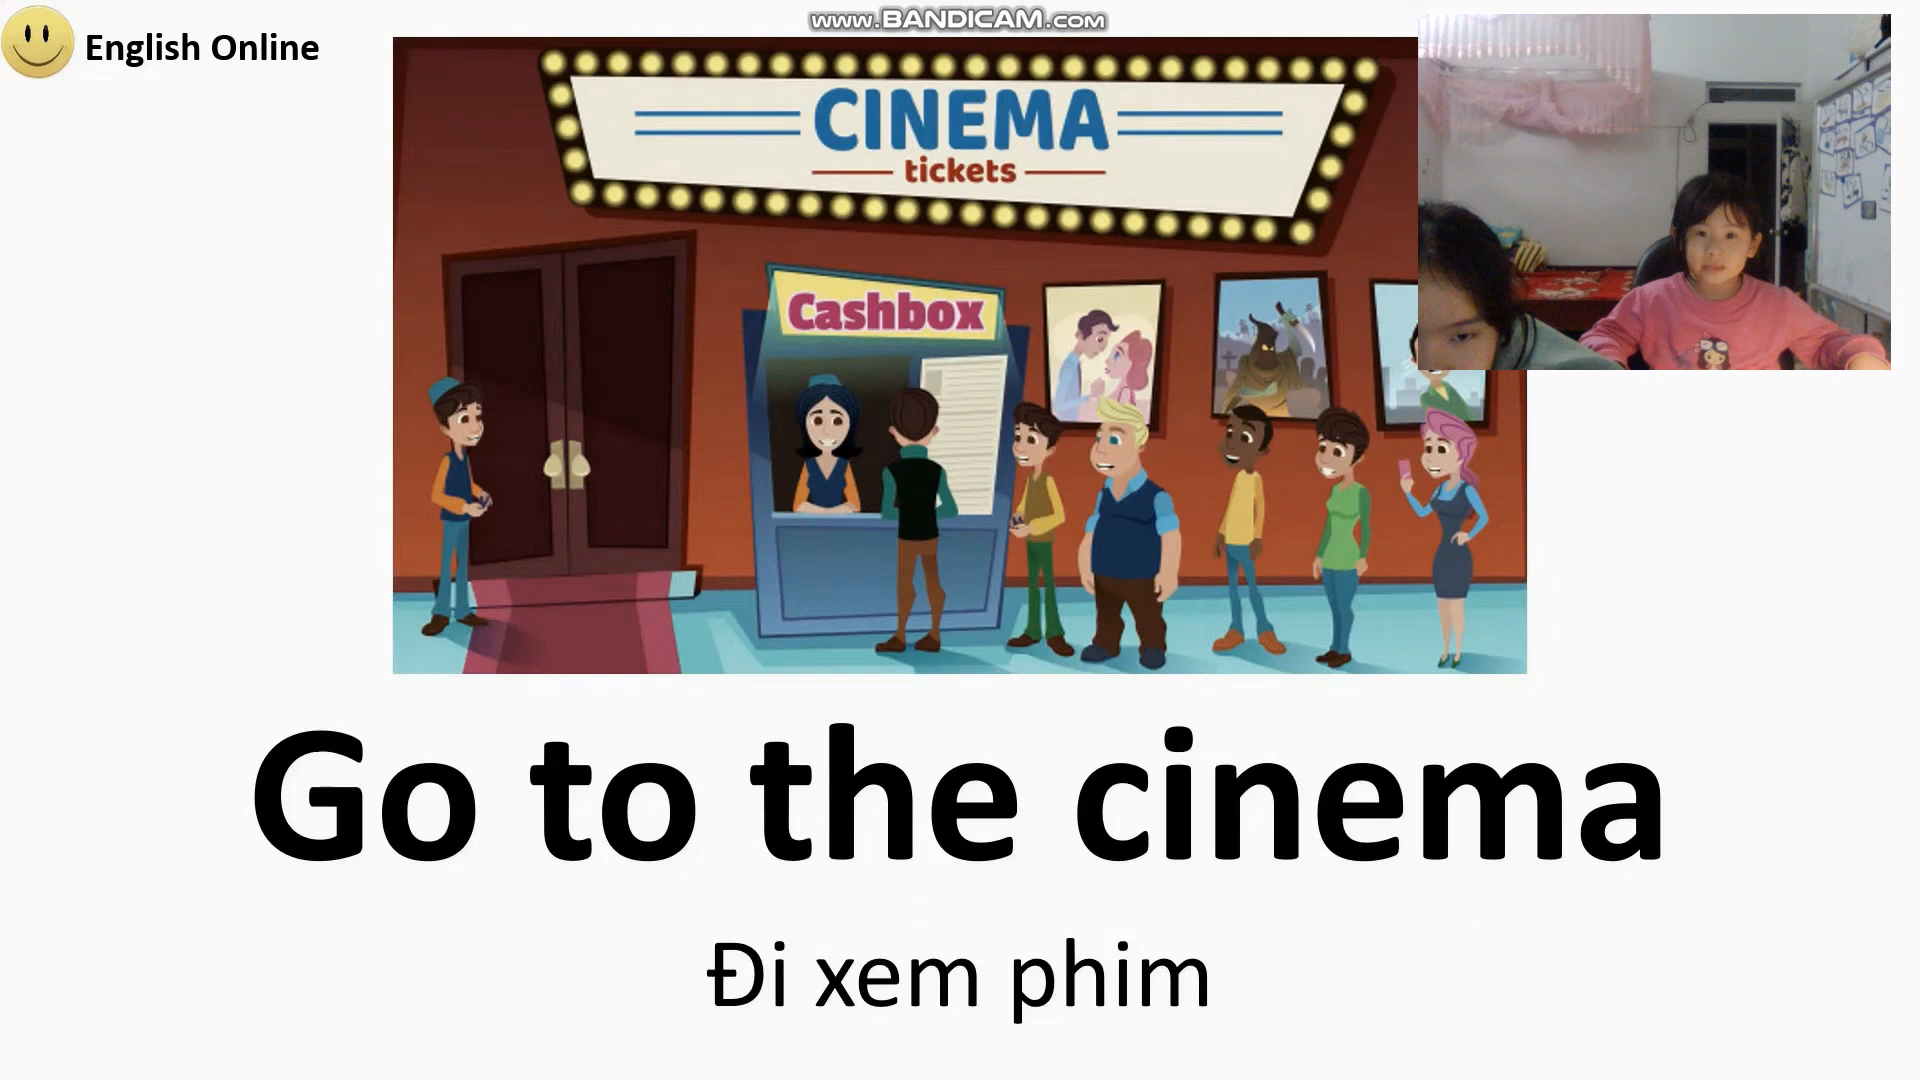 www.BANDICAM.com
English Online
CINEMA
tickets
Cashbox
Go to the cinema
Đi xem phim